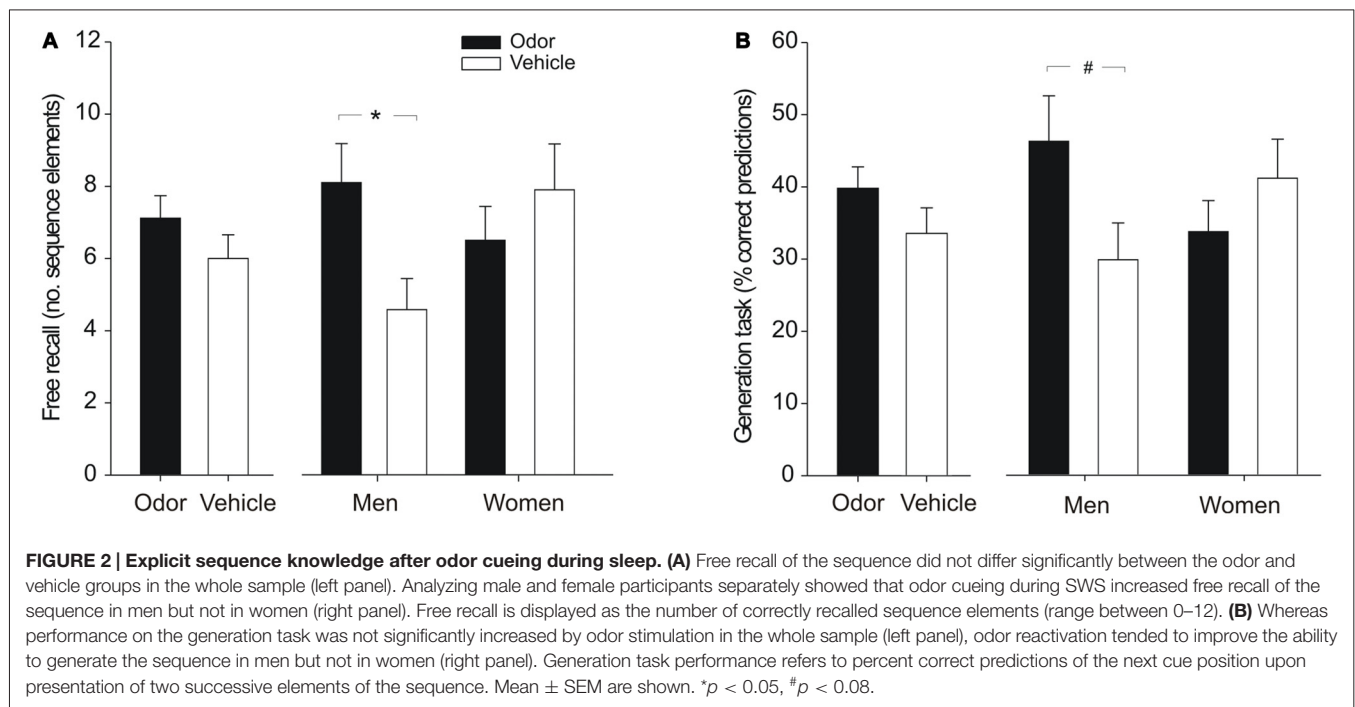 A
12
10
8
6
4
2
0
Free recall (no. sequence elements)
Odor
Vehicle
*
Odor Vehicle Men Women
B
60
50
40
30
20
10
0
Generation task (% correct predictions)
#
Odor Vehicle Men Women
FIGURE 2 | Explicit sequence knowledge after odor cueing during sleep. (A) Free recall of the sequence did not differ significantly between the odor and
vehicle groups in the whole sample (left panel). Analyzing male and female participants separately showed that odor cueing during SWS increased free recall of the
sequence in men but not in women (right panel). Free recall is displayed as the number of correctly recalled sequence elements (range between 0–12). (B) Whereas
performance on the generation task was not significantly increased by odor stimulation in the whole sample (left panel), odor reactivation tended to improve the ability
to generate the sequence in men but not in women (right panel). Generation task performance refers to percent correct predictions of the next cue position upon
presentation of two successive elements of the sequence. Mean ± SEM are shown. *p < 0.05, #p < 0.08.